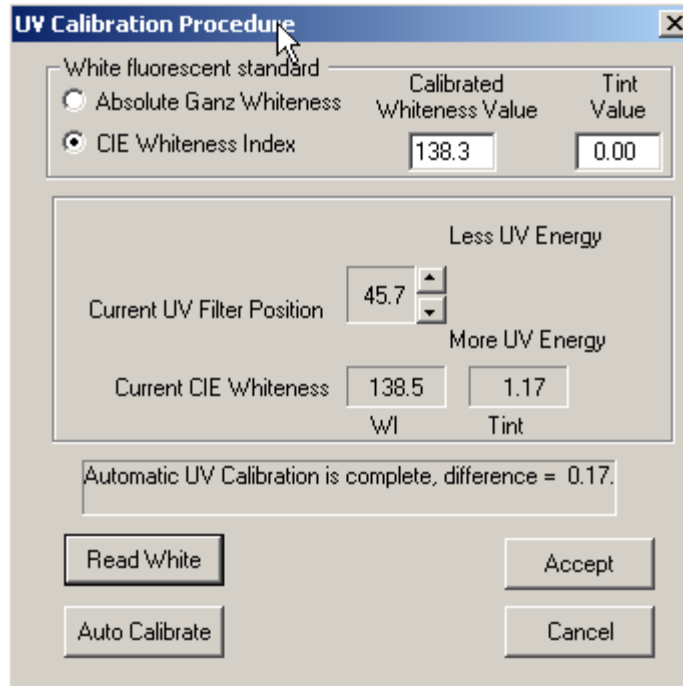 UV Calibration Procedure
White fluorescent standard
Absolute Ganz Whiteness
CIE Whiteness Index
Calibrated
Whiteness Value
138.3
Tint
Value
0.00
Less UV Energy
Current UV Filter Position
45.7
More UV Energy
Current CIE Whiteness
138.5
1.17
WI
Tint
Automatic UV Calibration is complete, difference = 0.17.
Read White
Accept
Auto Calibrate
Cancel